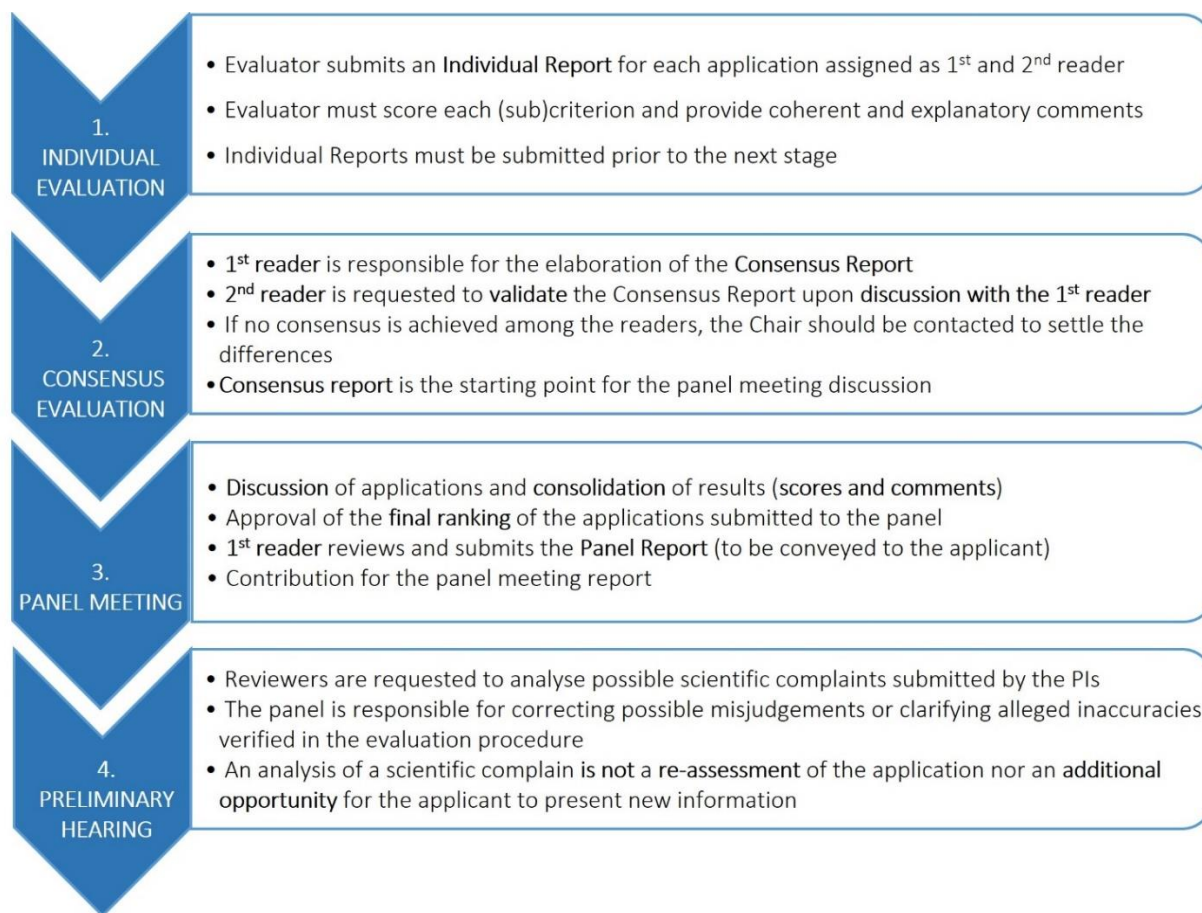 1.
INDIVIDUAL
EVALUATION
• Evaluator submits an Individual Report for each application assigned as 1st and 2nd reader
• Evaluator must score each (sub)criterion and provide coherent and explanatory comments
• Individual Reports must be submitted prior to the next stage
2.
CONSENSUS
EVALUATION
• 1st reader is responsible for the elaboration of the Consensus Report
• 2nd reader is requested to validate the Consensus Report upon discussion with the 1st reader
• If no consensus is achieved among the readers, the Chair should be contacted to settle the
differences
•Consensus report is the starting point for the panel meeting discussion
3.
PANEL MEETING
• Discussion of applications and consolidation of results (scores and comments)
• Approval of the final ranking of the applications submitted to the panel
• 1st reader reviews and submits the Panel Report (to be conveyed to the applicant)
• Contribution for the panel meeting report
4.
PRELIMINARY
HEARING
• Reviewers are requested to analyse possible scientific complaints submitted by the PIs
• The panel is responsible for correcting possible misjudgements or clarifying alleged inaccuracies
verified in the evaluation procedure
• An analysis of a scientific complain is not a re-assessment of the application nor an additional
opportunity for the applicant to present new information